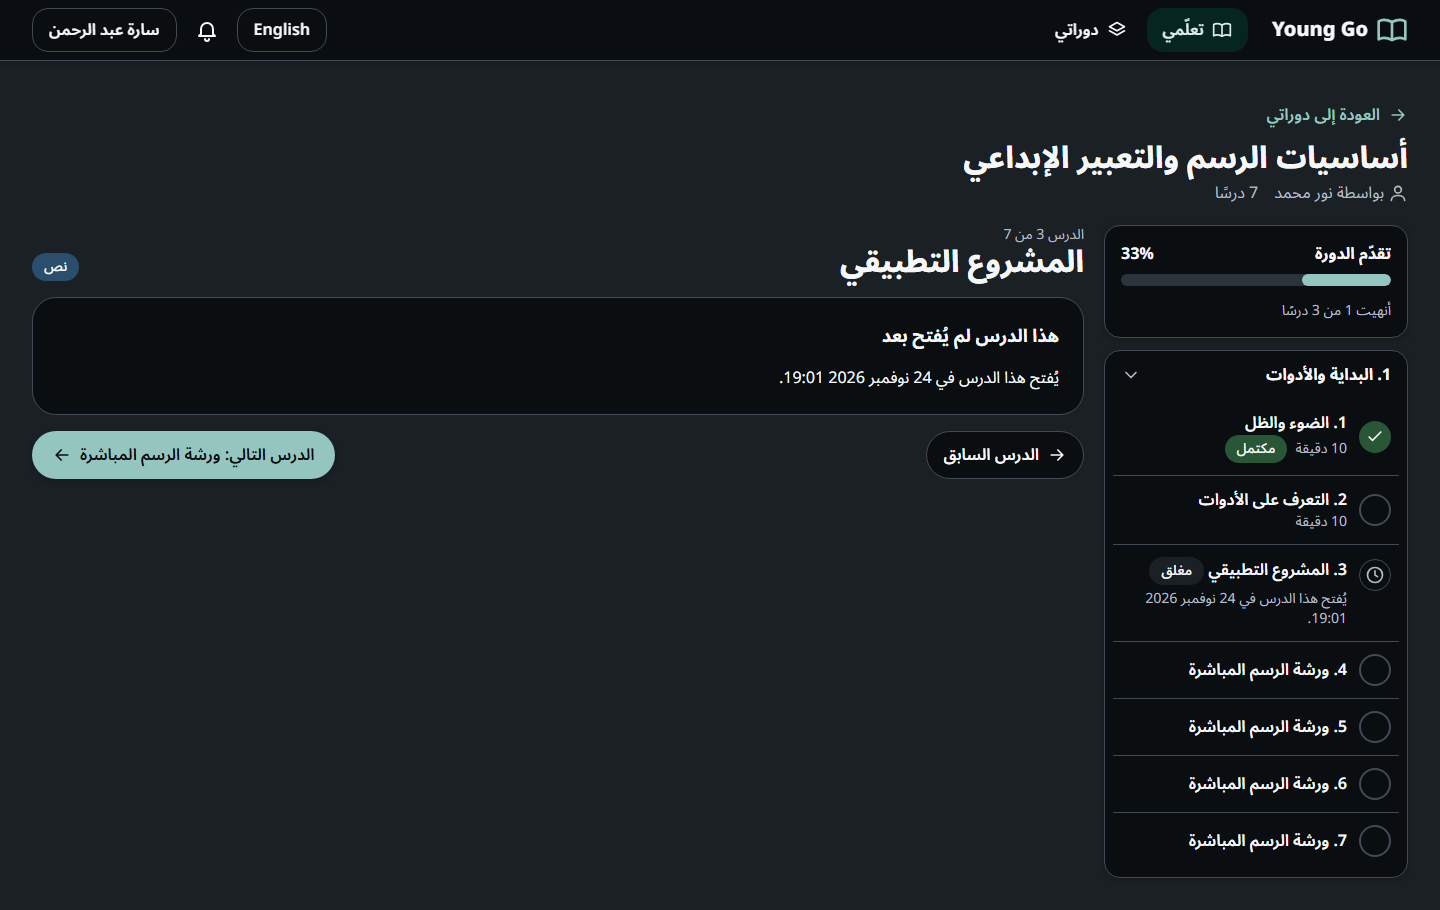 Young Go
تعلّمي
دوراتي
English
سارة عبد الرحمن
العودة إلى دوراتي
أساسيات الرسم والتعبير الإبداعي
بواسطة نور محمد 7 درسًا
تقدّم الدورة 33%
أنهيت 1 من 3 درسًا
1. البداية والأدوات
1. الضوء والظل
10 دقيقة مكتمل
2. التعرف على الأدوات
10 دقيقة
3. المشروع التطبيقي مغلق
يُفتح هذا الدرس في 24 نوفمبر 2026
19:01.
4. ورشة الرسم المباشرة
5. ورشة الرسم المباشرة
6. ورشة الرسم المباشرة
7. ورشة الرسم المباشرة
الدرس 3 من 7
المشروع التطبيقي
نص
هذا الدرس لم يُفتح بعد
يُفتح هذا الدرس في 24 نوفمبر 2026 19:01.
الدرس السابق
الدرس التالي: ورشة الرسم المباشرة